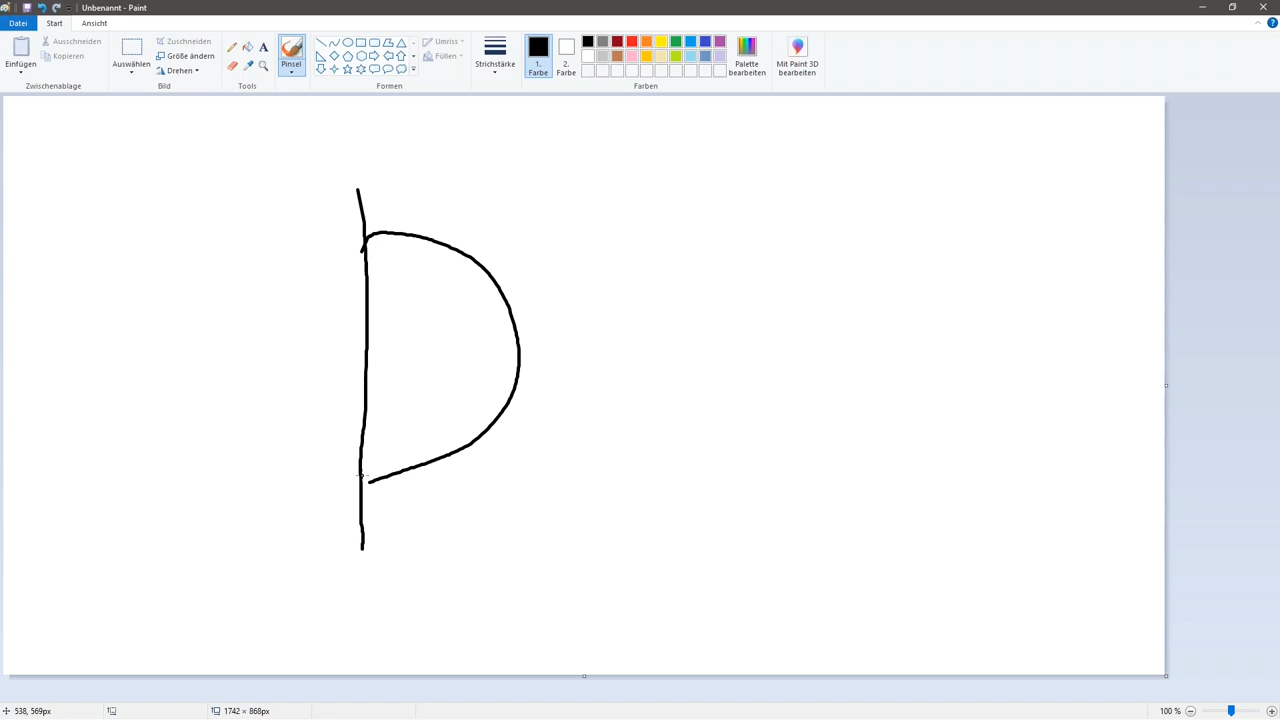 Unbenannt - Paint
Datei Start Ansicht
Einfügen
Ausschneiden
Kopieren
Zwischenablage
Auswählen
Zuschneiden
Größe ändern
Drehen
Bild
A
Tools
Pinsel
Umriss
Füllen
Formen
Strichstärke
1.
Farbe
2.
Farbe
Farben
Palette
bearbeiten
Mit Paint 3D
bearbeiten
D
538, 569px
1742 × 868px
100 %